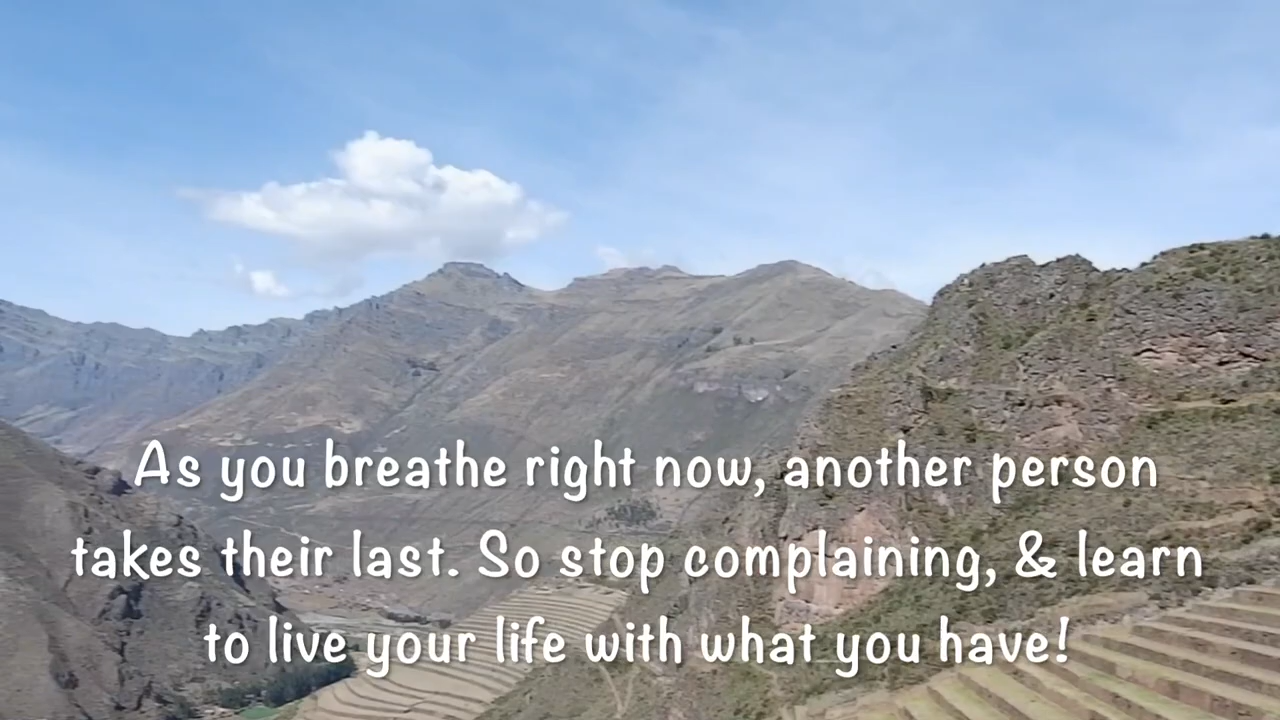 As you breathe right now, another person
takes their last. So stop complaining, & learn
to live your life with what you have!